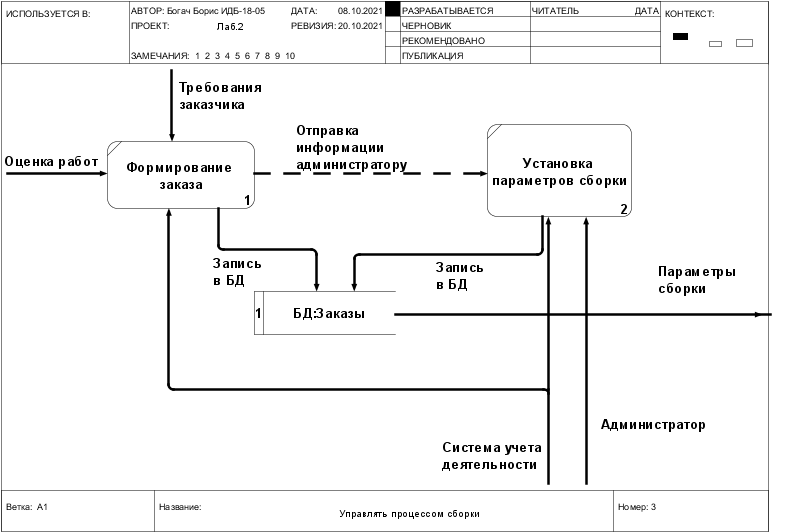 ИСПОЛЬЗУЕТСЯ В:
АВТОР: Богач Борис ИДБ-18-05
ДАТА: 08.10.2021
ПРОЕКТ: Лаб.2
РЕВИЗИЯ: 20.10.2021
ЗАМЕЧАНИЯ: 1 2 3 4 5 6 7 8 9 10
РАЗРАБАТЫВАЕТСЯ
ЧЕРНОВИК
РЕКОМЕНДОВАНО
ПУБЛИКАЦИЯ
ЧИТАТЕЛЬ
ДАТА
КОНТЕКСТ:
Требования
заказчика
Оценка работ
Формирование
заказа
1
Отправка
информации
администратору
Установка
параметров сборки
2
Запись
в БД
Запись
в БД
1
БД:Заказы
Параметры
сборки
Администратор
Система учета
деятельности
Ветка: А1
Название:
Управлять процессом сборки
Номер: 3